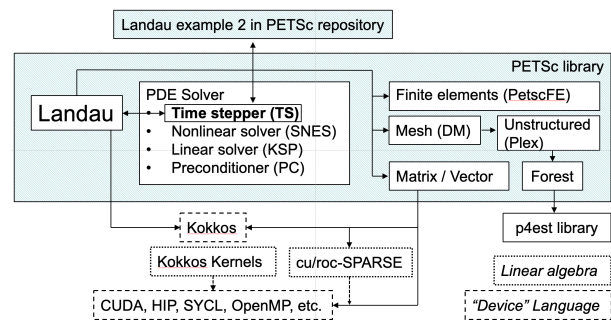 Landau example 2 in PETSc repository
PETSc library
Landau
PDE Solver
• Time stepper (TS)
• Nonlinear solver (SNES)
• Linear solver (KSP)
• Preconditioner (PC)
Finite elements (PetscFE)
Mesh (DM)
Unstructured
(Plex)
Matrix / Vector
Forest
Kokkos
p4est library
Kokkos Kernels
cu/roc-SPARSE
Linear algebra
CUDA, HIP, SYCL, OpenMP, etc.
“Device” Language